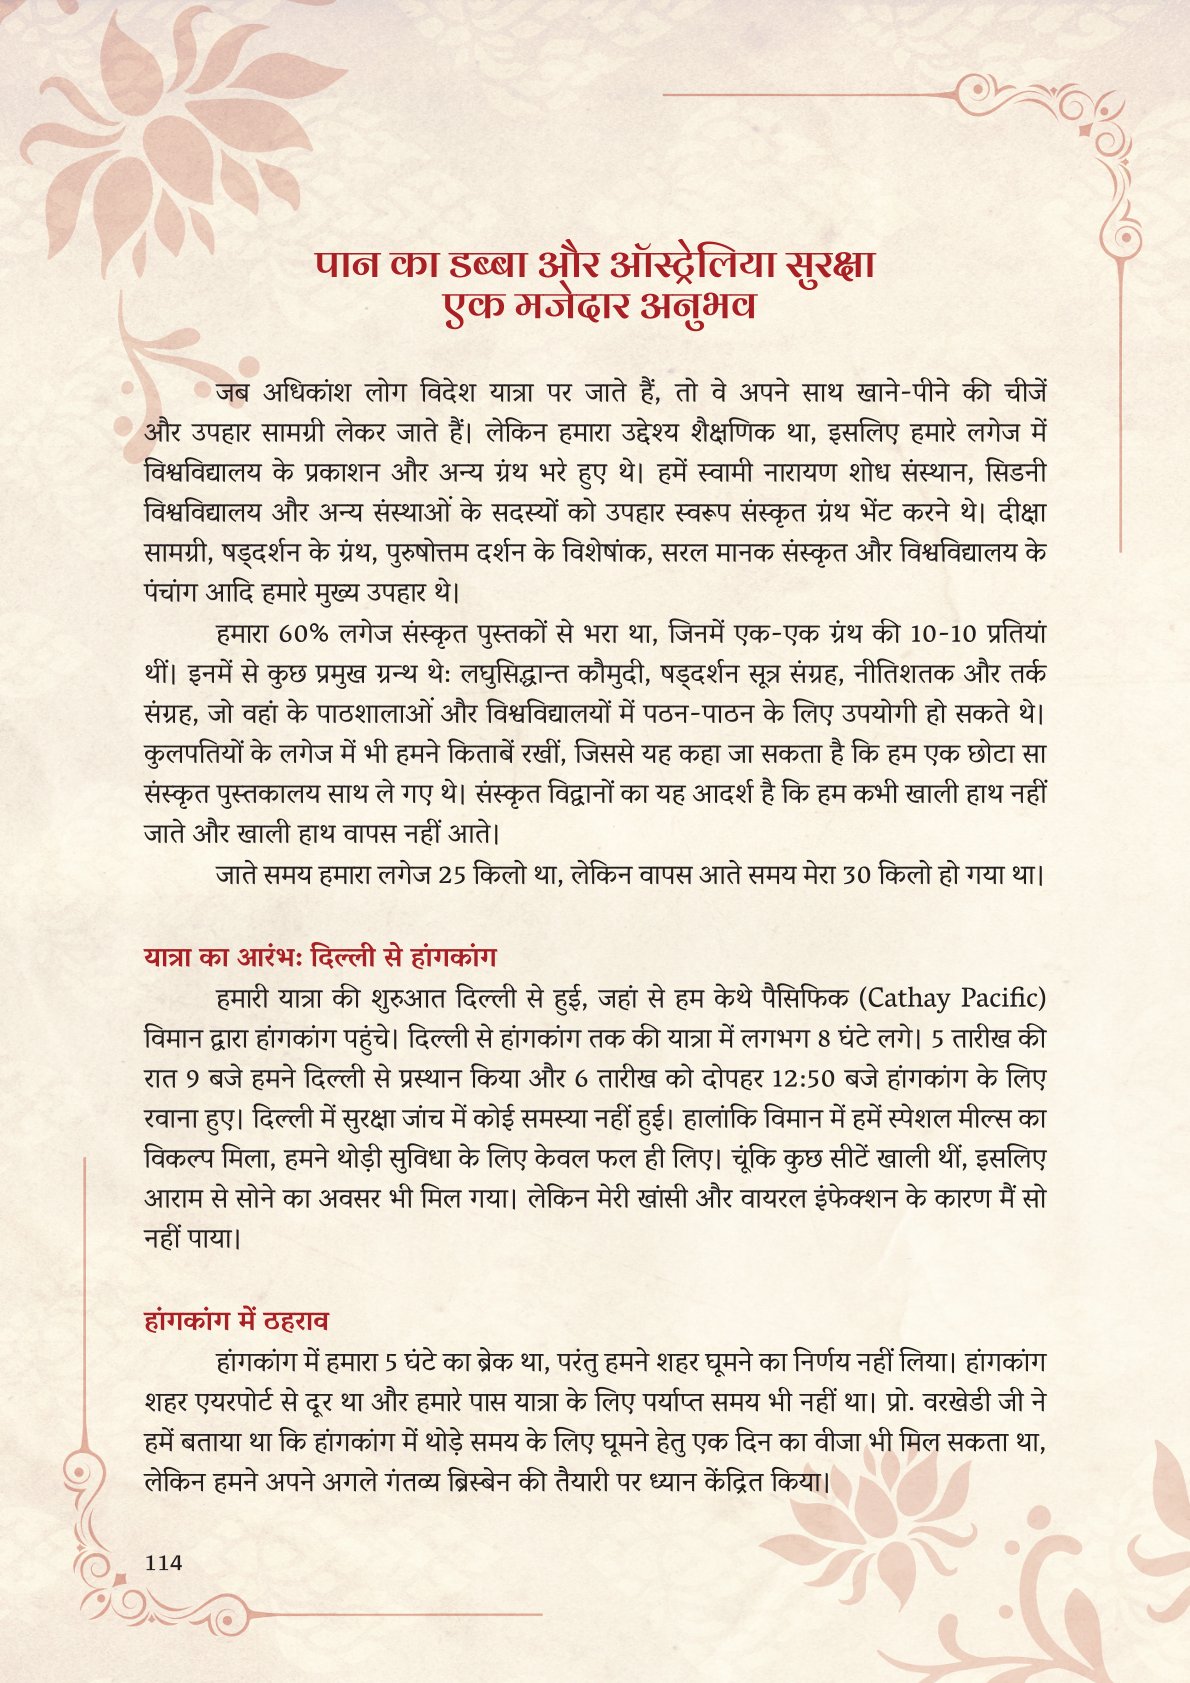 पान का डब्बा और ऑस्ट्रेलिया सुरक्षा
एक मजेदार अनुभव
जब अधिकांश लोग विदेश यात्रा पर जाते हैं, तो वे अपने साथ खाने-पीने की चीजें
और उपहार सामग्री लेकर जाते हैं। लेकिन हमारा उद्देश्य शैक्षणिक था, इसलिए हमारे लगेज में
विश्वविद्यालय के प्रकाशन और अन्य ग्रंथ भरे हुए थे। हमें स्वामी नारायण शोध संस्थान, सिडनी
विश्वविद्यालय और अन्य संस्थाओं के सदस्यों को उपहार स्वरूप संस्कृत ग्रंथ भेंट करने थे। दीक्षा
सामग्री, षड्दर्शन के ग्रंथ, पुरुषोत्तम दर्शन के विशेषांक, सरल मानक संस्कृत और विश्वविद्यालय के
पंचांग आदि हमारे मुख्य उपहार थे।
हमारा 60% लगेज संस्कृत पुस्तकों से भरा था, जिनमें एक-एक ग्रंथ की 10-10 प्रतियां
थीं। इनमें से कुछ प्रमुख ग्रन्थ थे: लघुसिद्धान्त कौमुदी, षड्दर्शन सूत्र संग्रह, नीतिशतक और तर्क
संग्रह, जो वहां के पाठशालाओं और विश्वविद्यालयों में पठन-पाठन के लिए उपयोगी हो सकते थे।
कुलपतियों के लगेज में भी हमने किताबें रखीं, जिससे यह कहा जा सकता है कि हम एक छोटा सा
संस्कृत पुस्तकालय साथ ले गए थे। संस्कृत विद्वानों का यह आदर्श है कि हम कभी खाली हाथ नहीं
जाते और खाली हाथ वापस नहीं आते।
जाते समय हमारा लगेज 25 किलो था, लेकिन वापस आते समय मेरा 30 किलो हो गया था।
यात्रा का आरंभ: दिल्ली से हांगकांग
हमारी यात्रा की शुरुआत दिल्ली से हुई, जहां से हम केथे पैसिफिक (Cathay Pacific)
विमान द्वारा हांगकांग पहुंचे। दिल्ली से हांगकांग तक की यात्रा में लगभग 8 घंटे लगे। 5 तारीख की
रात 9 बजे हमने दिल्ली से प्रस्थान किया और 6 तारीख को दोपहर 12:50 बजे हांगकांग के लिए
रवाना हुए। दिल्ली में सुरक्षा जांच में कोई समस्या नहीं हुई। हालांकि विमान में हमें स्पेशल मील्स का
विकल्प मिला, हमने थोड़ी सुविधा के लिए केवल फल ही लिए। चूंकि कुछ सीटें खाली थीं, इसलिए
आराम से सोने का अवसर भी मिल गया। लेकिन मेरी खांसी और वायरल इंफेक्शन के कारण मैं सो
नहीं पाया।
हांगकांग में ठहराव
हांगकांग में हमारा 5 घंटे का ब्रेक था, परंतु हमने शहर घूमने का निर्णय नहीं लिया। हांगकांग
शहर एयरपोर्ट से दूर था और हमारे पास यात्रा के लिए पर्याप्त समय भी नहीं था। प्रो. वरखेडी जी ने
हमें बताया था कि हांगकांग में थोड़े समय के लिए घूमने हेतु एक दिन का वीजा भी मिल सकता था,
लेकिन हमने अपने अगले गंतव्य ब्रिस्बेन की तैयारी पर ध्यान केंद्रित किया।
114